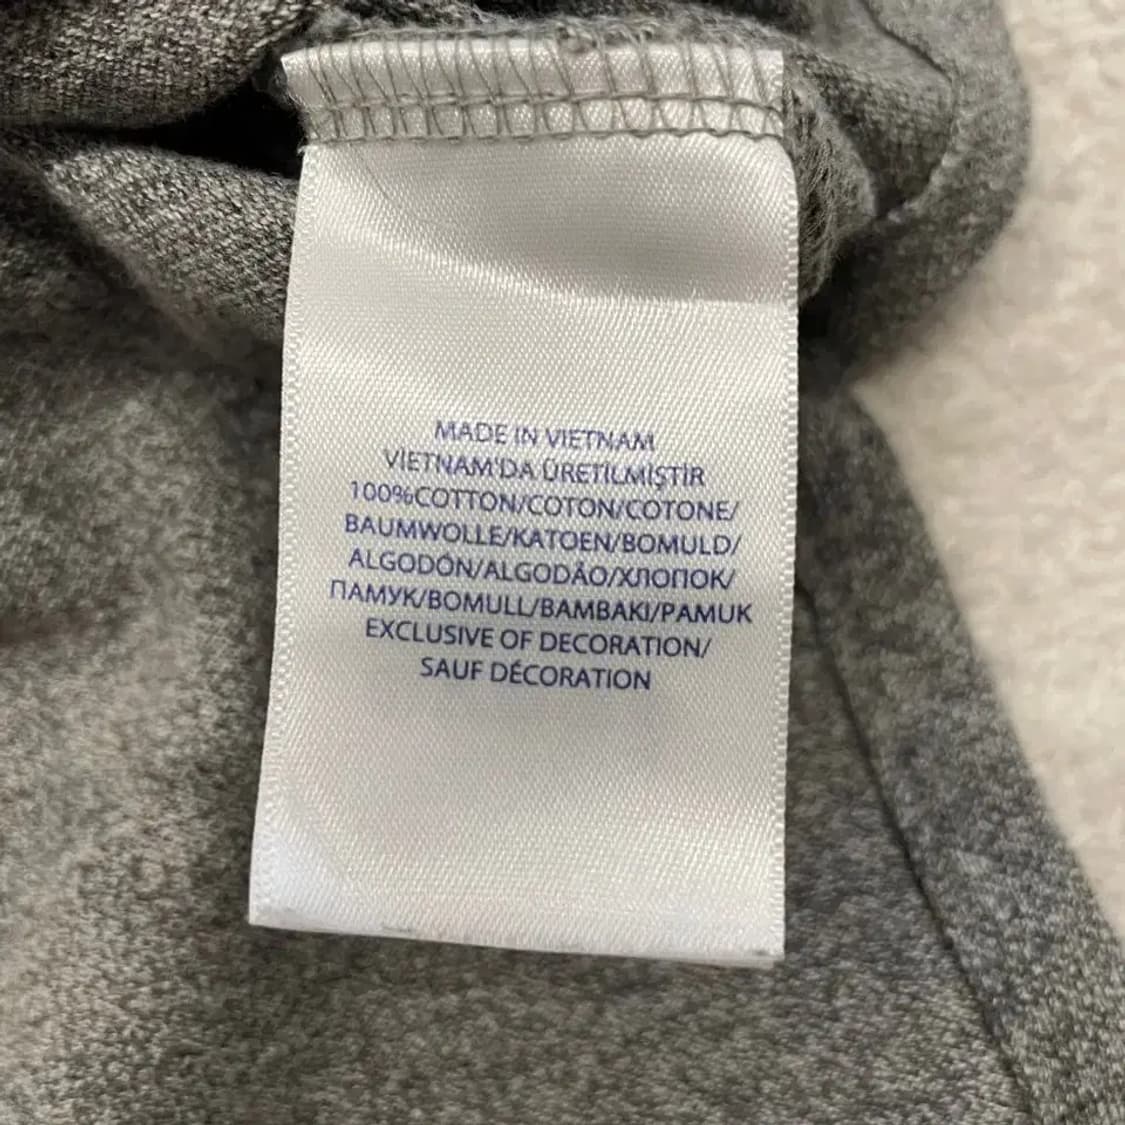 MADE IN VIETNAM
VİETNAM'DA ÜRETİLMİŞTİR
100%COTTON/COTON/COTONE/
BAUMWOLLE/KATOEN/BOMULD/
ALGODÓN/ALGODÃO/ХЛОПОК/
ПАМУК/BOMULL/BAMBAKI/PAMUK
EXCLUSIVE OF DECORATION/
SAUF DÉCORATION